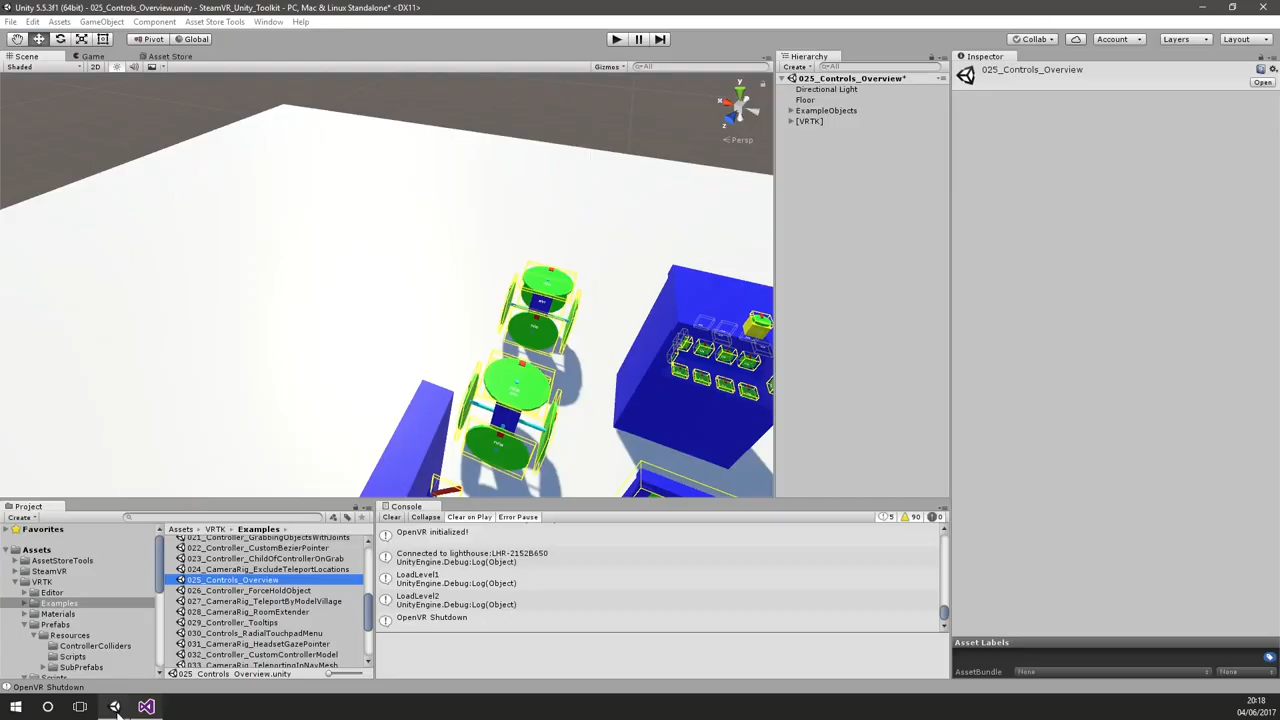 Unity 5.5.3f1 (64bit) - 025_Controls_Overview.unity - SteamVR_Unity_Toolkit - PC, Mac & Linux Standalone* <DX11>
File Edit Assets GameObject Component Asset Store Tools Window Help
Pivot Global Collab Account Layers Layout
Scene Game Asset Store
Shaded 2D Gizmos All
y
x
z
Persp
Hierarchy
Create All
025_Controls_Overview*
Directional Light
Floor
ExampleObjects
[VRTK]
Inspector
025_Controls_Overview
Open
Project
Create
Favorites
Assets
AssetStoreTools
SteamVR
VRTK
Editor
Examples
Materials
Prefabs
Resources
ControllerColliders
Scripts
SubPrefabs
Scripts
Assets VRTK Examples
021_Controller_GrabbingObjectsWithJoints
022_Controller_CustomBezierPointer
023_Controller_ChildOfControllerOnGrab
024_CameraRig_ExcludeTeleportLocations
025_Controls_Overview
026_Controller_ForceHoldObject
027_CameraRig_TeleportByModelVillage
028_CameraRig_RoomExtender
029_Controller_Tooltips
030_Controls_RadialTouchpadMenu
031_CameraRig_HeadsetGazePointer
032_Controller_CustomControllerModel
033_CameraRig_TeleportingInNavMesh
025_Controls_Overview.unity
Console
Clear Collapse Clear on Play Error Pause 5 90 0
OpenVR initialized!
Connected to lighthouse:LHR-2152B650
UnityEngine.Debug:Log(Object)
LoadLevel1
UnityEngine.Debug:Log(Object)
LoadLevel2
UnityEngine.Debug:Log(Object)
OpenVR Shutdown
Asset Labels
AssetBundle None None
OpenVR Shutdown
20:18
04/06/2017